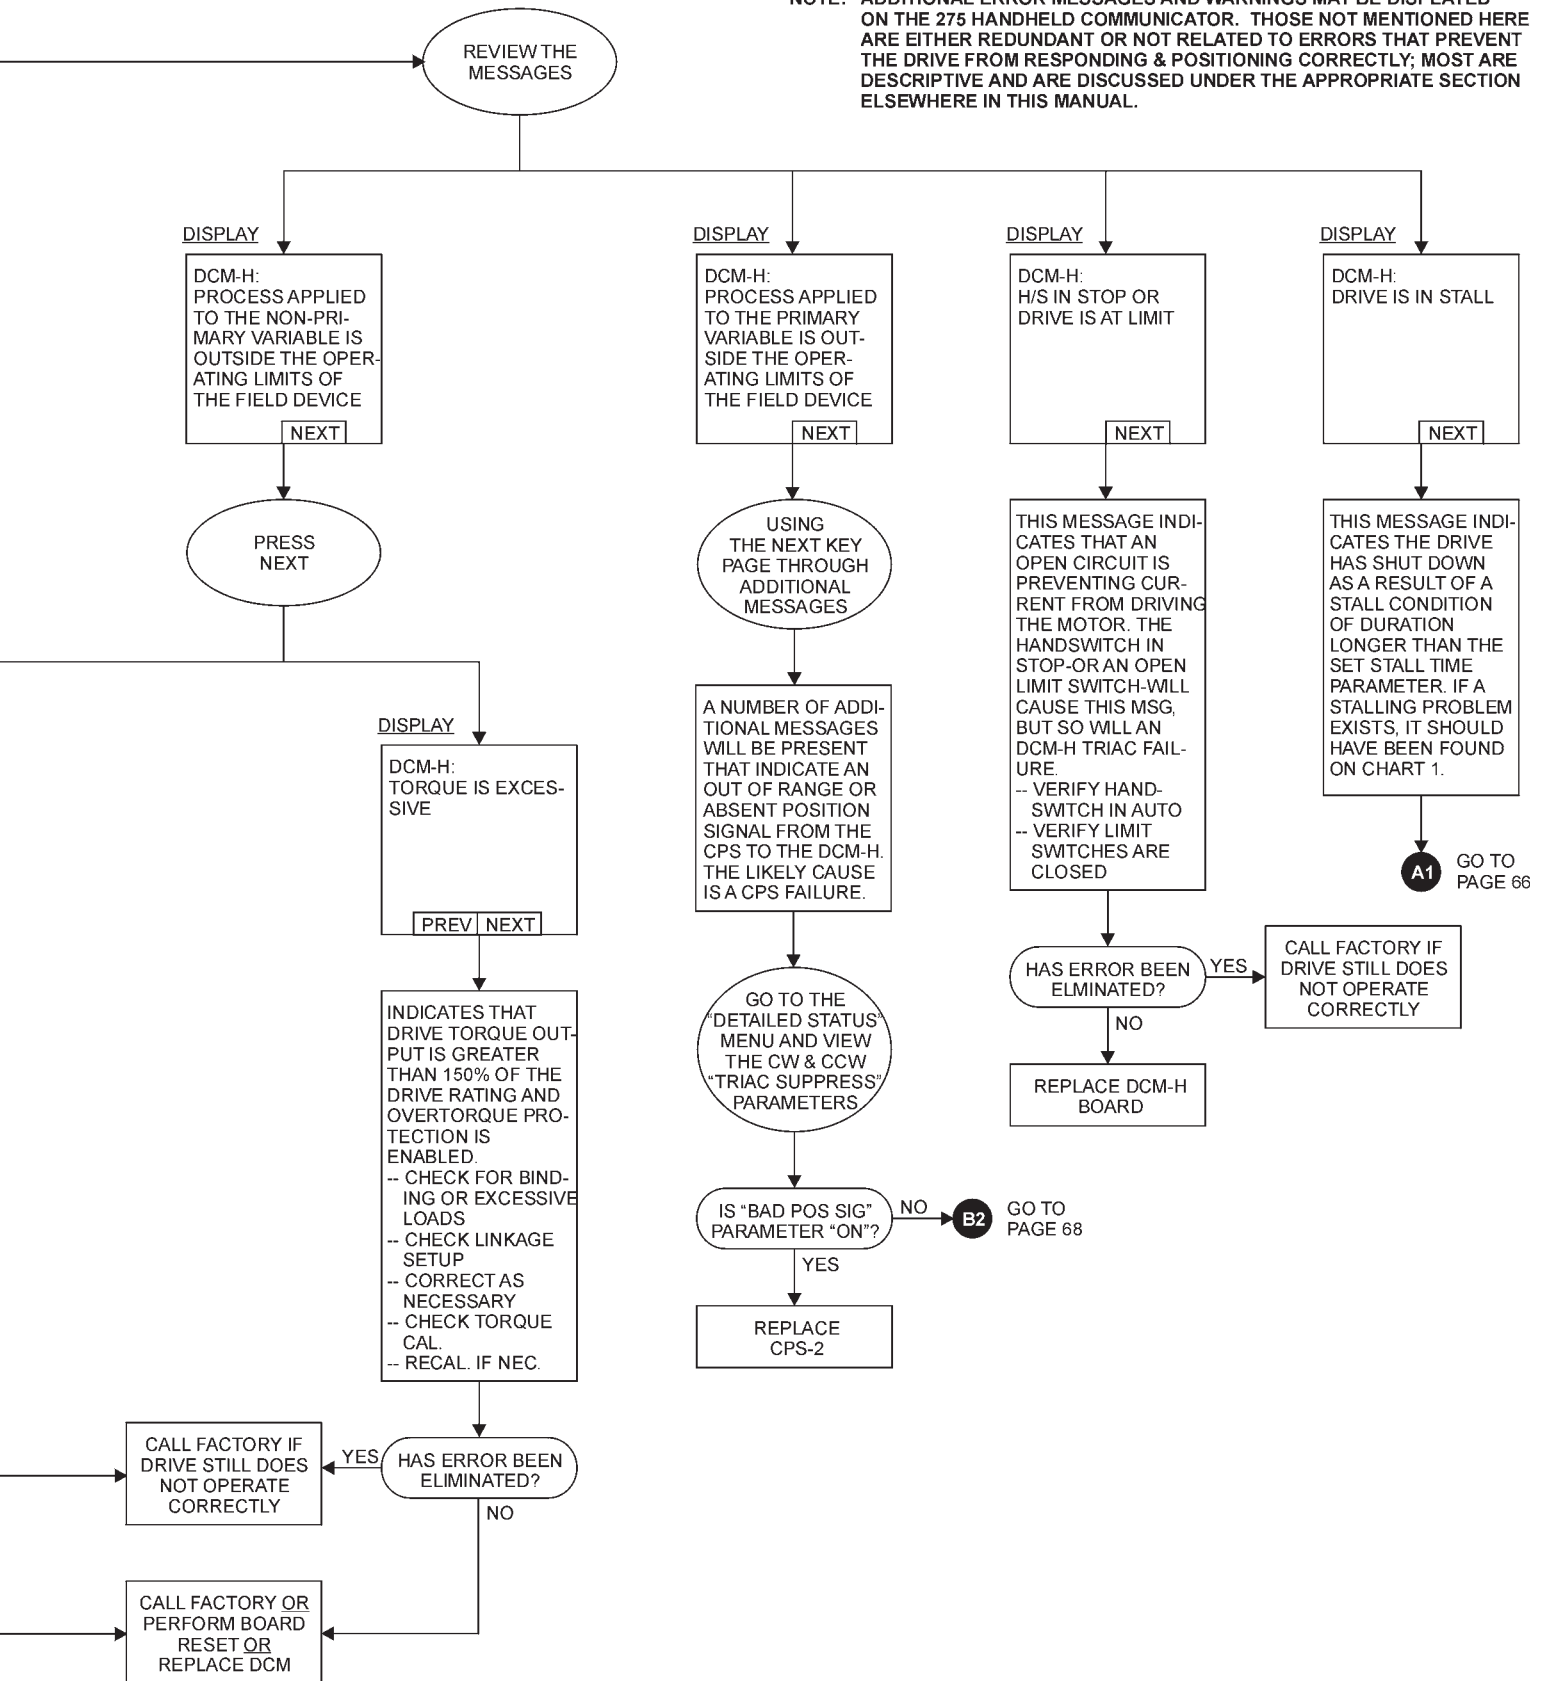 NOTE: ADDITIONAL ERROR MESSAGES AND WARNINGS MAY BE DISPLAYED
ON THE 275 HANDHELD COMMUNICATOR. THOSE NOT MENTIONED HERE
ARE EITHER REDUNDANT OR NOT RELATED TO ERRORS THAT PREVENT
THE DRIVE FROM RESPONDING & POSITIONING CORRECTLY; MOST ARE
DESCRIPTIVE AND ARE DISCUSSED UNDER THE APPROPRIATE SECTION
ELSEWHERE IN THIS MANUAL.
REVIEW THE
MESSAGES
DISPLAY
DCM-H:
PROCESS APPLIED
TO THE NON-PRI-
MARY VARIABLE IS
OUTSIDE THE OPER-
ATING LIMITS OF
THE FIELD DEVICE
NEXT
PRESS
NEXT
DISPLAY
DCM-H:
TORQUE IS EXCES-
SIVE
PREV NEXT
INDICATES THAT
DRIVE TORQUE OUT-
PUT IS GREATER
THAN 150% OF THE
DRIVE RATING AND
OVERTORQUE PRO-
TECTION IS
ENABLED.
-- CHECK FOR BIND-
ING OR EXCESSIVE
LOADS
-- CHECK LINKAGE
SETUP
-- CORRECT AS
NECESSARY
-- CHECK TORQUE
CAL.
-- RECAL. IF NEC.
HAS ERROR BEEN
ELIMINATED?
YES
CALL FACTORY IF
DRIVE STILL DOES
NOT OPERATE
CORRECTLY
NO
CALL FACTORY OR
PERFORM BOARD
RESET OR
REPLACE DCM
DISPLAY
DCM-H:
PROCESS APPLIED
TO THE PRIMARY
VARIABLE IS OUT-
SIDE THE OPER-
ATING LIMITS OF
THE FIELD DEVICE
NEXT
USING
THE NEXT KEY
PAGE THROUGH
ADDITIONAL
MESSAGES
A NUMBER OF ADDI-
TIONAL MESSAGES
WILL BE PRESENT
THAT INDICATE AN
OUT OF RANGE OR
ABSENT POSITION
SIGNAL FROM THE
CPS TO THE DCM-H.
THE LIKELY CAUSE
IS A CPS FAILURE.
GO TO THE
“DETAILED STATUS”
MENU AND VIEW
THE CW & CCW
“TRIAC SUPPRESS”
PARAMETERS
IS “BAD POS SIG”
PARAMETER “ON”?
NO
B2
GO TO
PAGE 68
YES
REPLACE
CPS-2
DISPLAY
DCM-H:
H/S IN STOP OR
DRIVE IS AT LIMIT
NEXT
THIS MESSAGE INDI-
CATES THAT AN
OPEN CIRCUIT IS
PREVENTING CUR-
RENT FROM DRIVING
THE MOTOR. THE
HANDSWITCH IN
STOP-OR AN OPEN
LIMIT SWITCH-WILL
CAUSE THIS MSG,
BUT SO WILL AN
DCM-H TRIAC FAIL-
URE.
-- VERIFY HAND-
SWITCH IN AUTO
-- VERIFY LIMIT
SWITCHES ARE
CLOSED
HAS ERROR BEEN
ELMINATED?
YES
CALL FACTORY IF
DRIVE STILL DOES
NOT OPERATE
CORRECTLY
NO
REPLACE DCM-H
BOARD
DISPLAY
DCM-H:
DRIVE IS IN STALL
NEXT
THIS MESSAGE INDI-
CATES THE DRIVE
HAS SHUT DOWN
AS A RESULT OF A
STALL CONDITION
OF DURATION
LONGER THAN THE
SET STALL TIME
PARAMETER. IF A
STALLING PROBLEM
EXISTS, IT SHOULD
HAVE BEEN FOUND
ON CHART 1.
A1
GO TO
PAGE 66